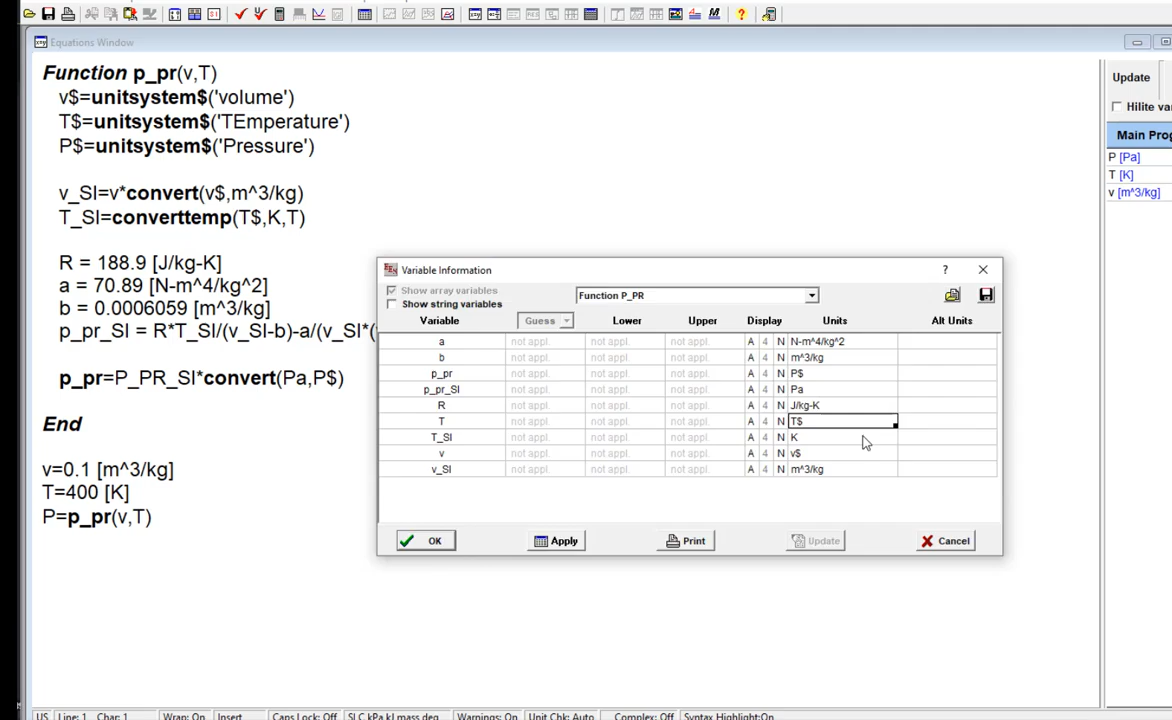 Equations Window
Function p_pr(v,T)
v$=unitsystem$('volume')
T$=unitsystem$('TEmperature')
P$=unitsystem$('Pressure')
v_SI=v*convert(v$,m^3/kg)
T_SI=converttemp(T$,K,T)
R = 188.9 [J/kg-K]
a = 70.89 [N-m^4/kg^2]
b = 0.0006059 [m^3/kg]
p_pr_SI = R*T_SI/(v_SI-b)-a/(v_SI*(
p_pr=P_PR_SI*convert(Pa,P$)
End
v=0.1 [m^3/kg]
T=400 [K]
P=p_pr(v,T)
Variable Information
?
Show array variables
Show string variables
Function P_PR
Variable Guess Lower Upper Display Units Alt Units
a not appl. not appl. not appl. A 4 N N-m^4/kg^2
b not appl. not appl. not appl. A 4 N m^3/kg
p_pr not appl. not appl. not appl. A 4 N P$
p_pr_SI not appl. not appl. not appl. A 4 N Pa
R not appl. not appl. not appl. A 4 N J/kg-K
T not appl. not appl. not appl. A 4 N T$
T_SI not appl. not appl. not appl. A 4 N K
v not appl. not appl. not appl. A 4 N v$
v_SI not appl. not appl. not appl. A 4 N m^3/kg
OK Apply Print Update Cancel
Update
Hilite va
Main Prog
P [Pa]
T [K]
v [m^3/kg]
US Line: 1 Char: 1 Wrap: On Insert Caps Lock: Off SI C kPa kJ mass deg Warnings: On Unit Chk: Auto Complex: Off Syntax Highlight:On